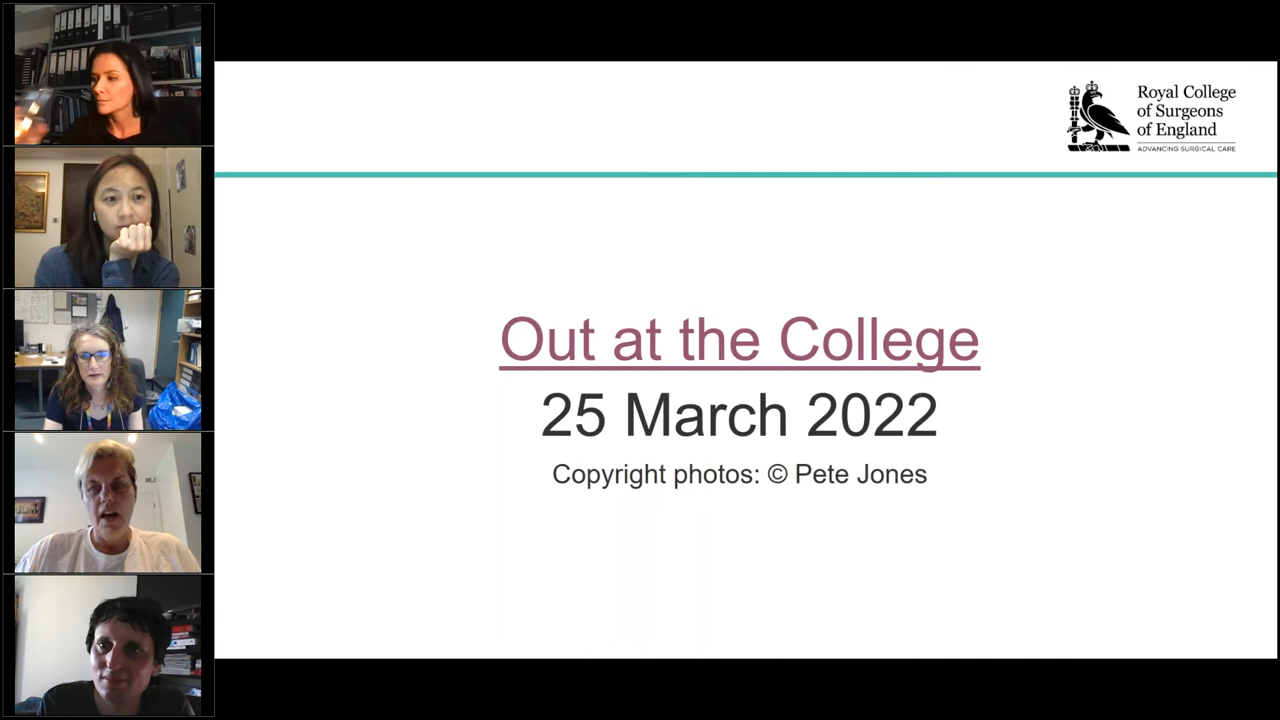 Royal College
of Surgeons
of England
ADVANCING SURGICAL CARE
Out at the College
25 March 2022
Copyright photos: © Pete Jones